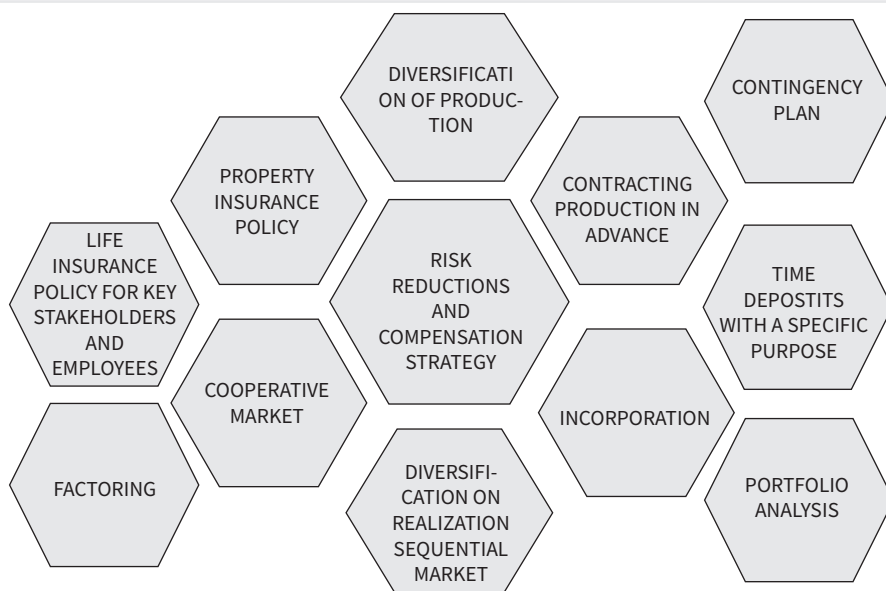 DIVERSIFICATI
ON OF PRODUC-
TION
CONTINGENCY
PLAN
PROPERTY
INSURANCE
POLICY
CONTRACTING
PRODUCTION IN
ADVANCE
LIFE
INSURANCE
POLICY FOR KEY
STAKEHOLDERS
AND
EMPLOYEES
RISK
REDUCTIONS
AND
COMPENSATION
STRATEGY
TIME
DEPOSTITS
WITH A SPECIFIC
PURPOSE
COOPERATIVE
MARKET
INCORPORATION
FACTORING
DIVERSIFI-
CATION ON
REALIZATION
SEQUENTIAL
MARKET
PORTFOLIO
ANALYSIS